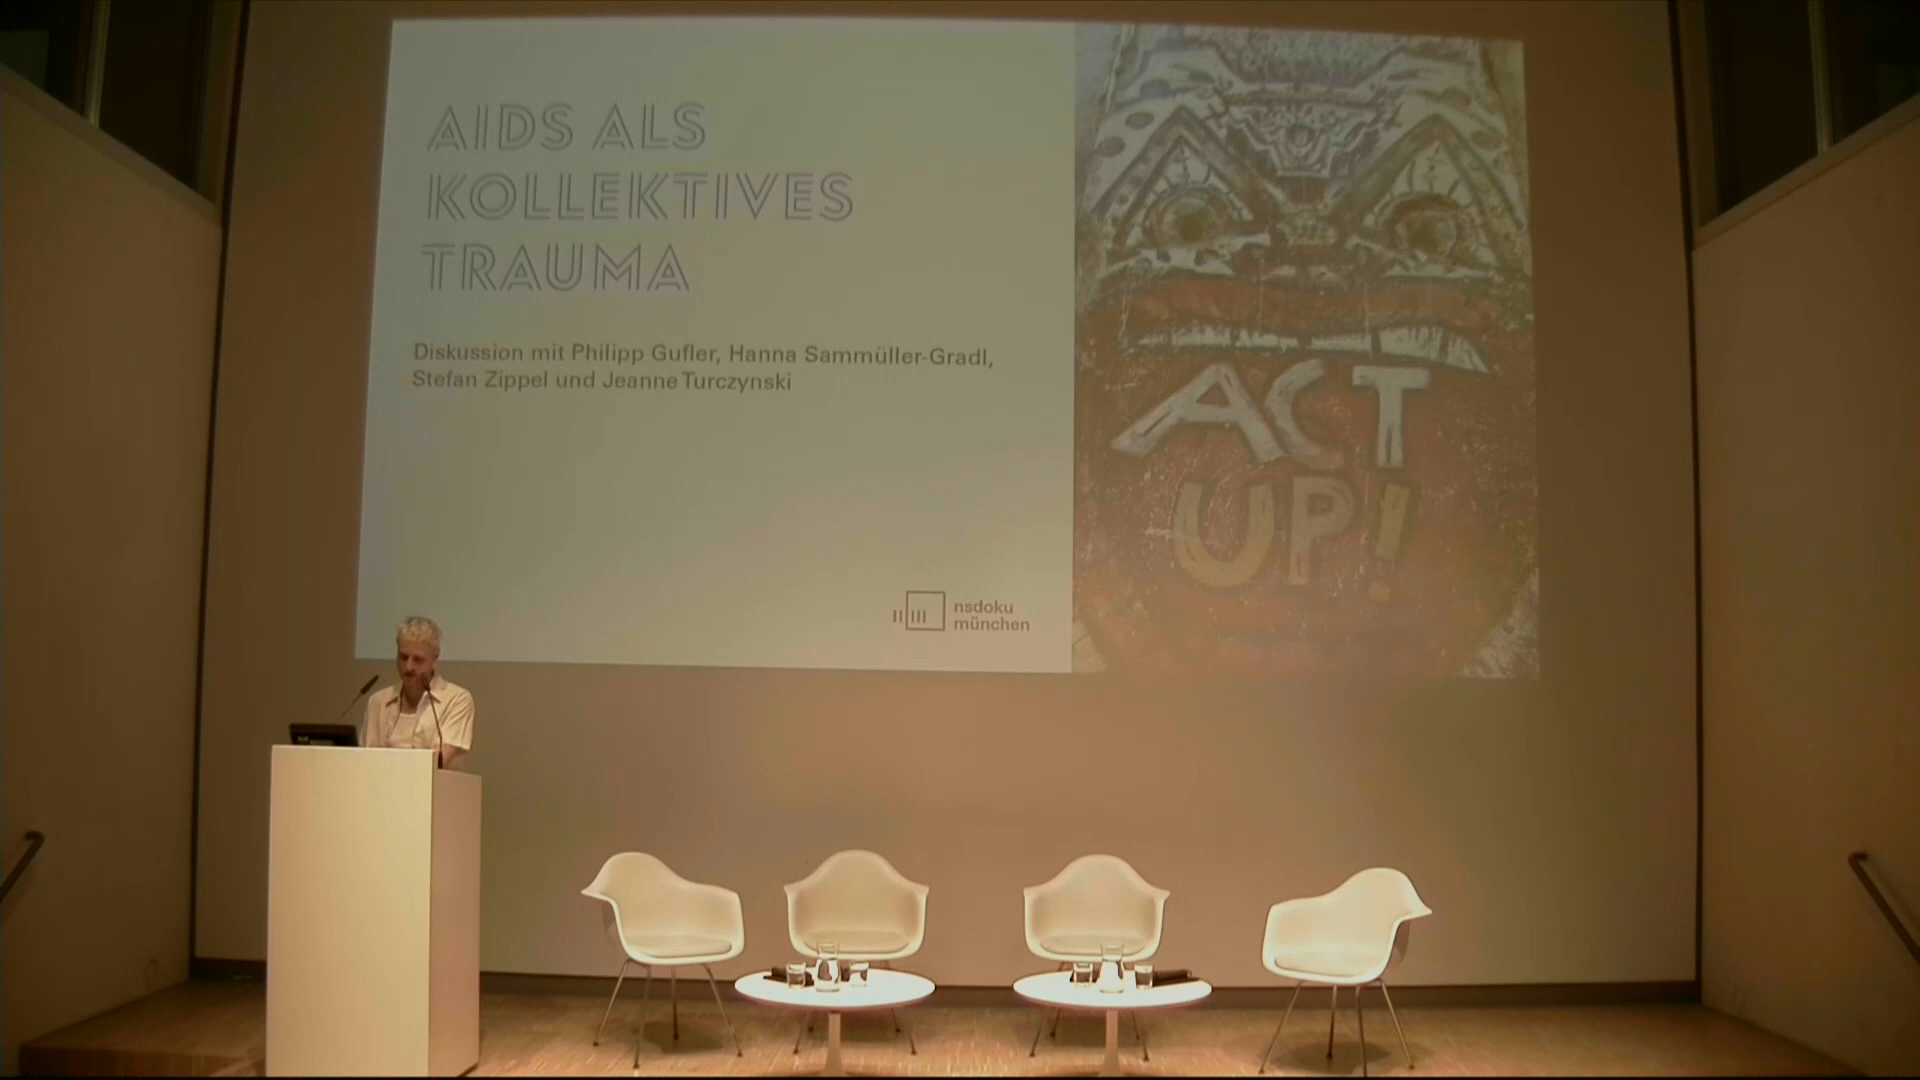 AIDS ALS
KOLLEKTIVES
TRAUMA
Diskussion mit Philipp Gufler, Hanna Sammüller-Gradl,
Stefan Zippel und Jeanne Turczynski
nsdoku
münchen
ACT
UP!